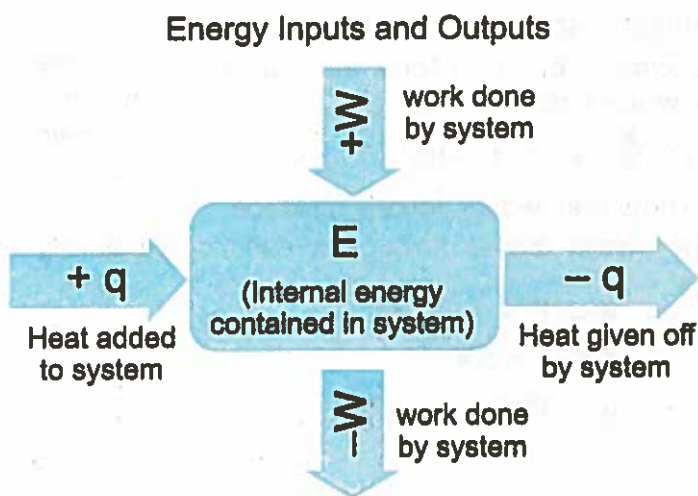 Energy Inputs and Outputs
+W
work done
by system
E
(Internal energy
contained in system)
+ q
Heat added
to system
– q
Heat given off
by system
–W
work done
by system